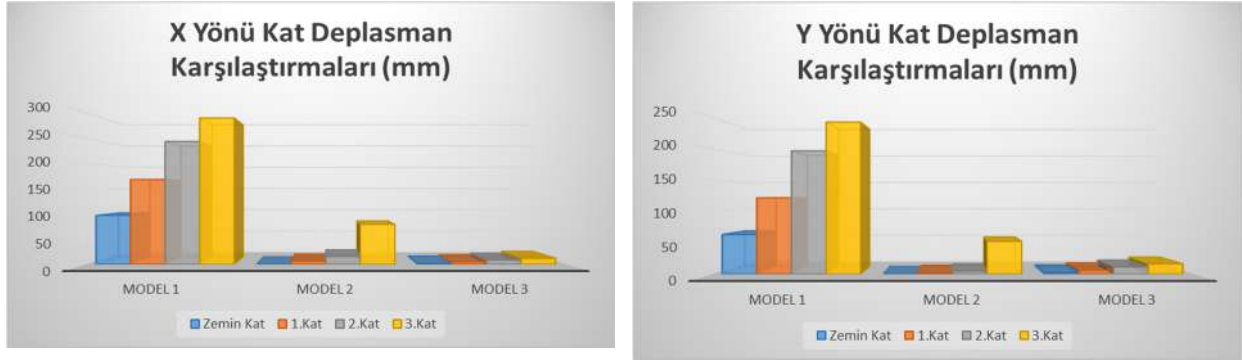 X Yönü Kat Deplasman
Karşılaştırmaları (mm)
300
250
200
150
100
50
0
MODEL 1 MODEL 2 MODEL 3
Zemin Kat 1.Kat 2.Kat 3.Kat
Y Yönü Kat Deplasman
Karşılaştırmaları (mm)
250
200
150
100
50
0
MODEL 1 MODEL 2 MODEL 3
Zemin Kat 1.Kat 2.Kat 3.Kat